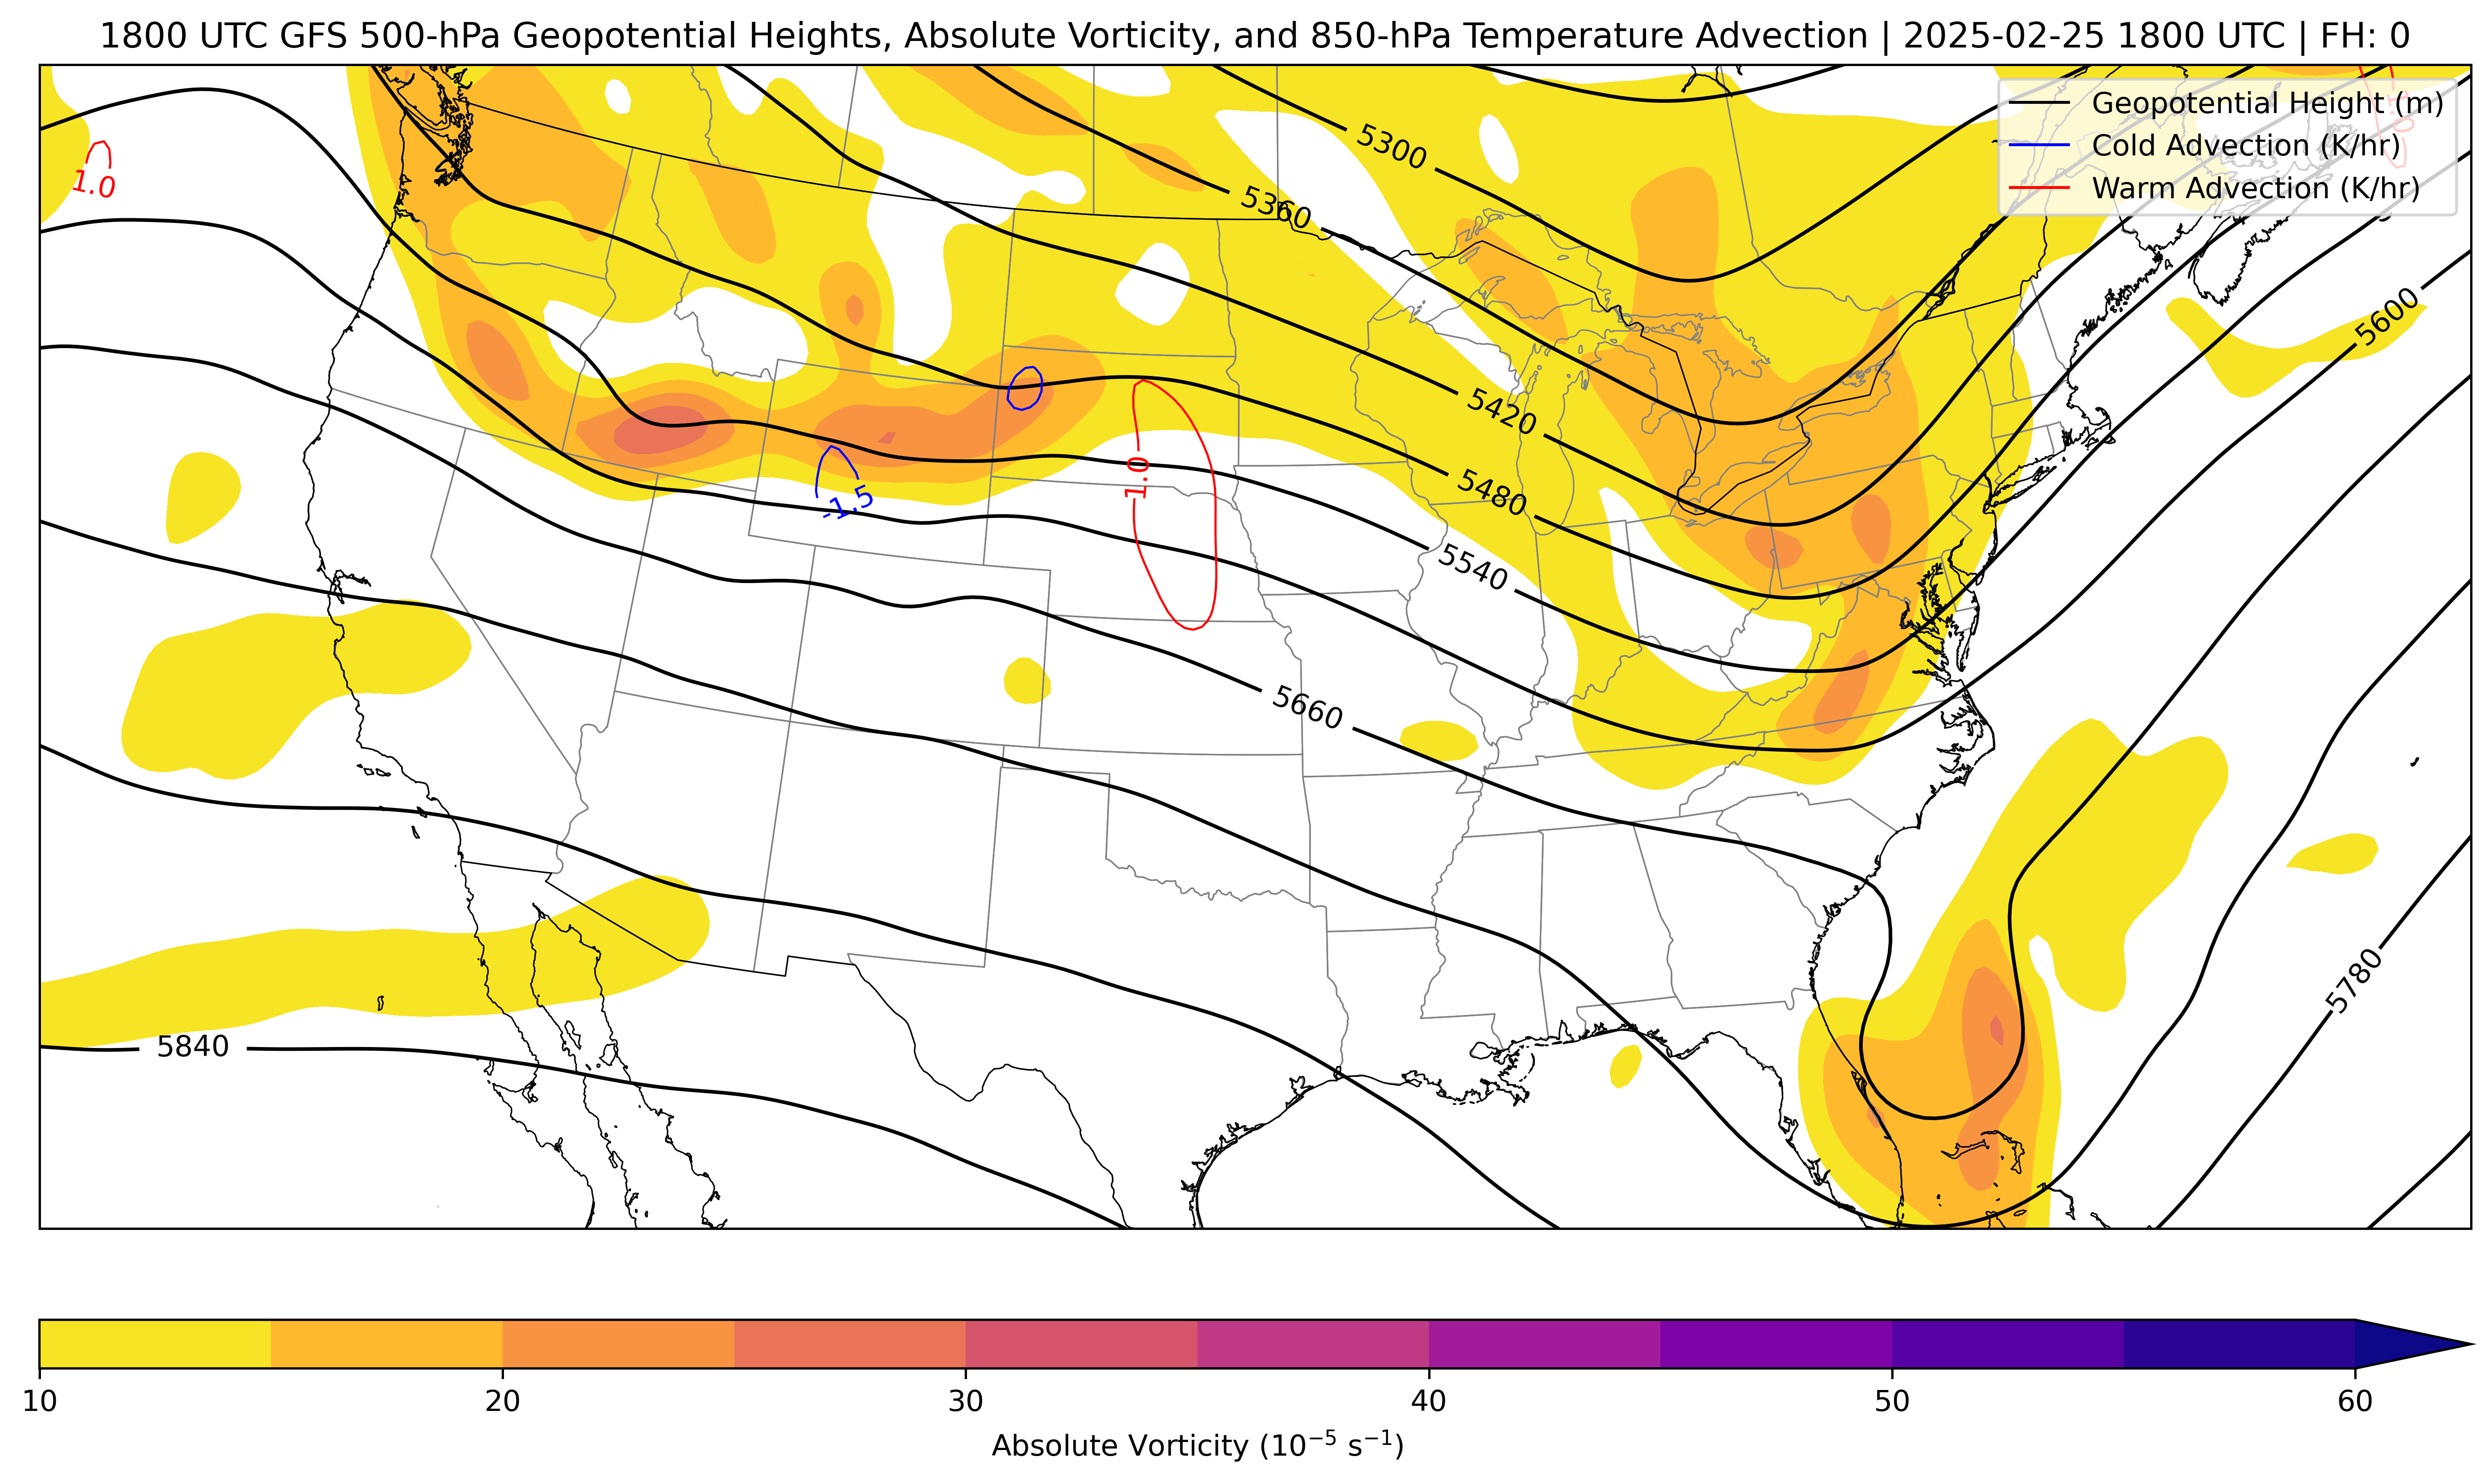 1800 UTC GFS 500-hPa Geopotential Heights, Absolute Vorticity, and 850-hPa Temperature Advection | 2025-02-25 1800 UTC | FH: 0
Geopotential Height (m)
Cold Advection (K/hr)
Warm Advection (K/hr)
1.0
5300
1.0
5360
5600
5420
1.0
5480
-1.5
5540
5660
5780
5840
10 20 30 40 50 60
Absolute Vorticity (10⁻⁵ s⁻¹)